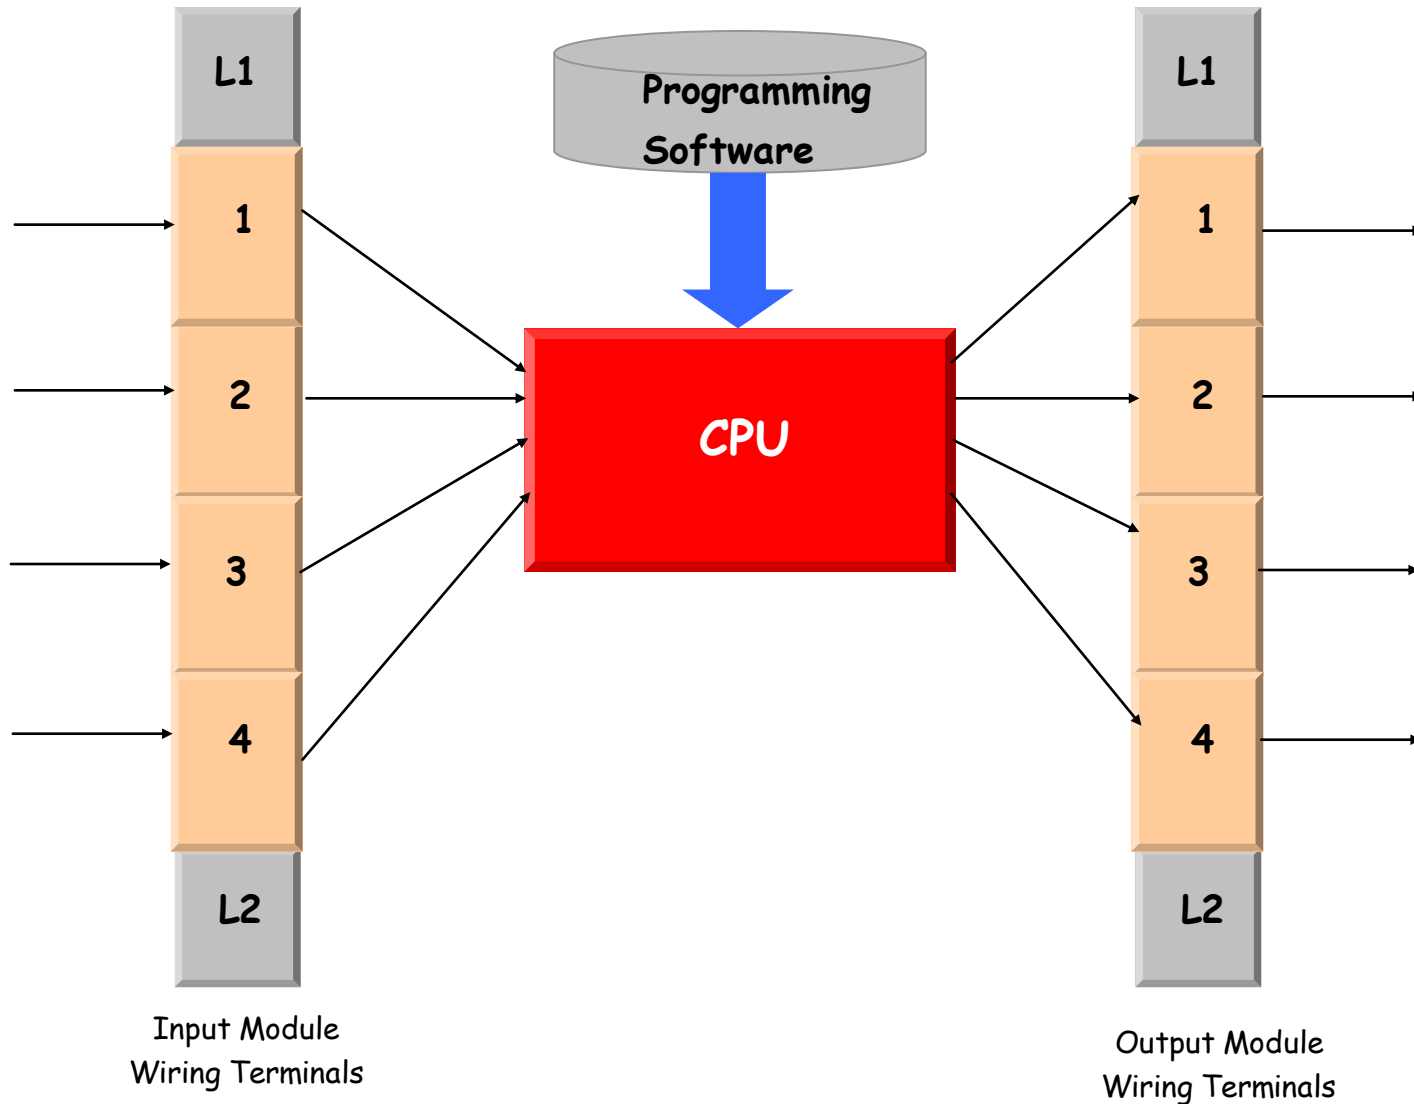 L1
1
2
3
4
L2
Input Module
Wiring Terminals
Programming
Software
CPU
L1
1
2
3
4
L2
Output Module
Wiring Terminals